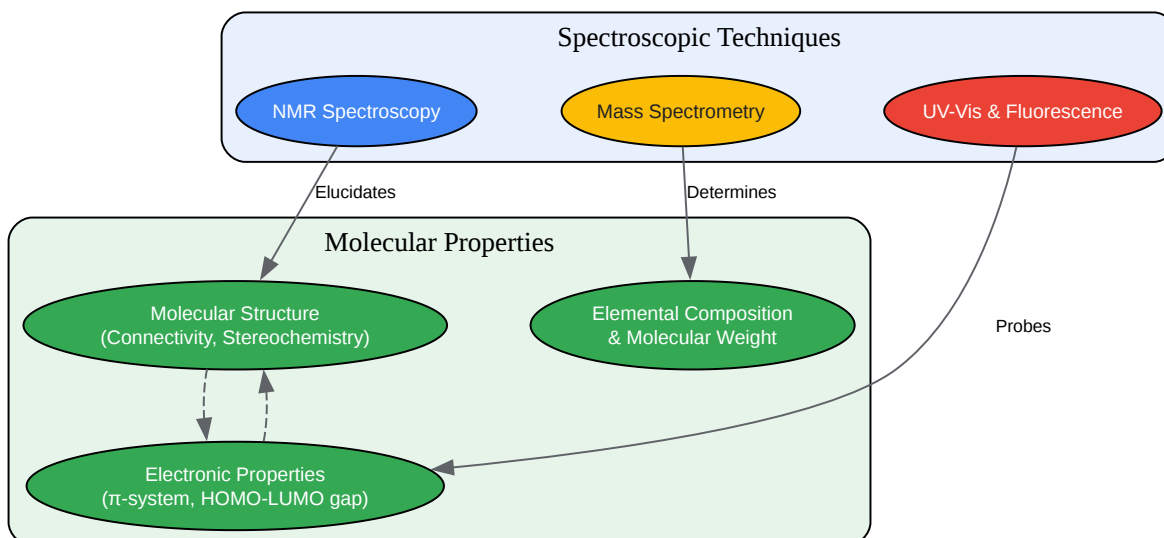 Spectroscopic Techniques
NMR Spectroscopy
Mass Spectrometry
UV-Vis & Fluorescence
Elucidates
Determines
Molecular Properties
Molecular Structure
(Connectivity, Stereochemistry)
Elemental Composition
& Molecular Weight
Probes
Electronic Properties
(π-system, HOMO-LUMO gap)